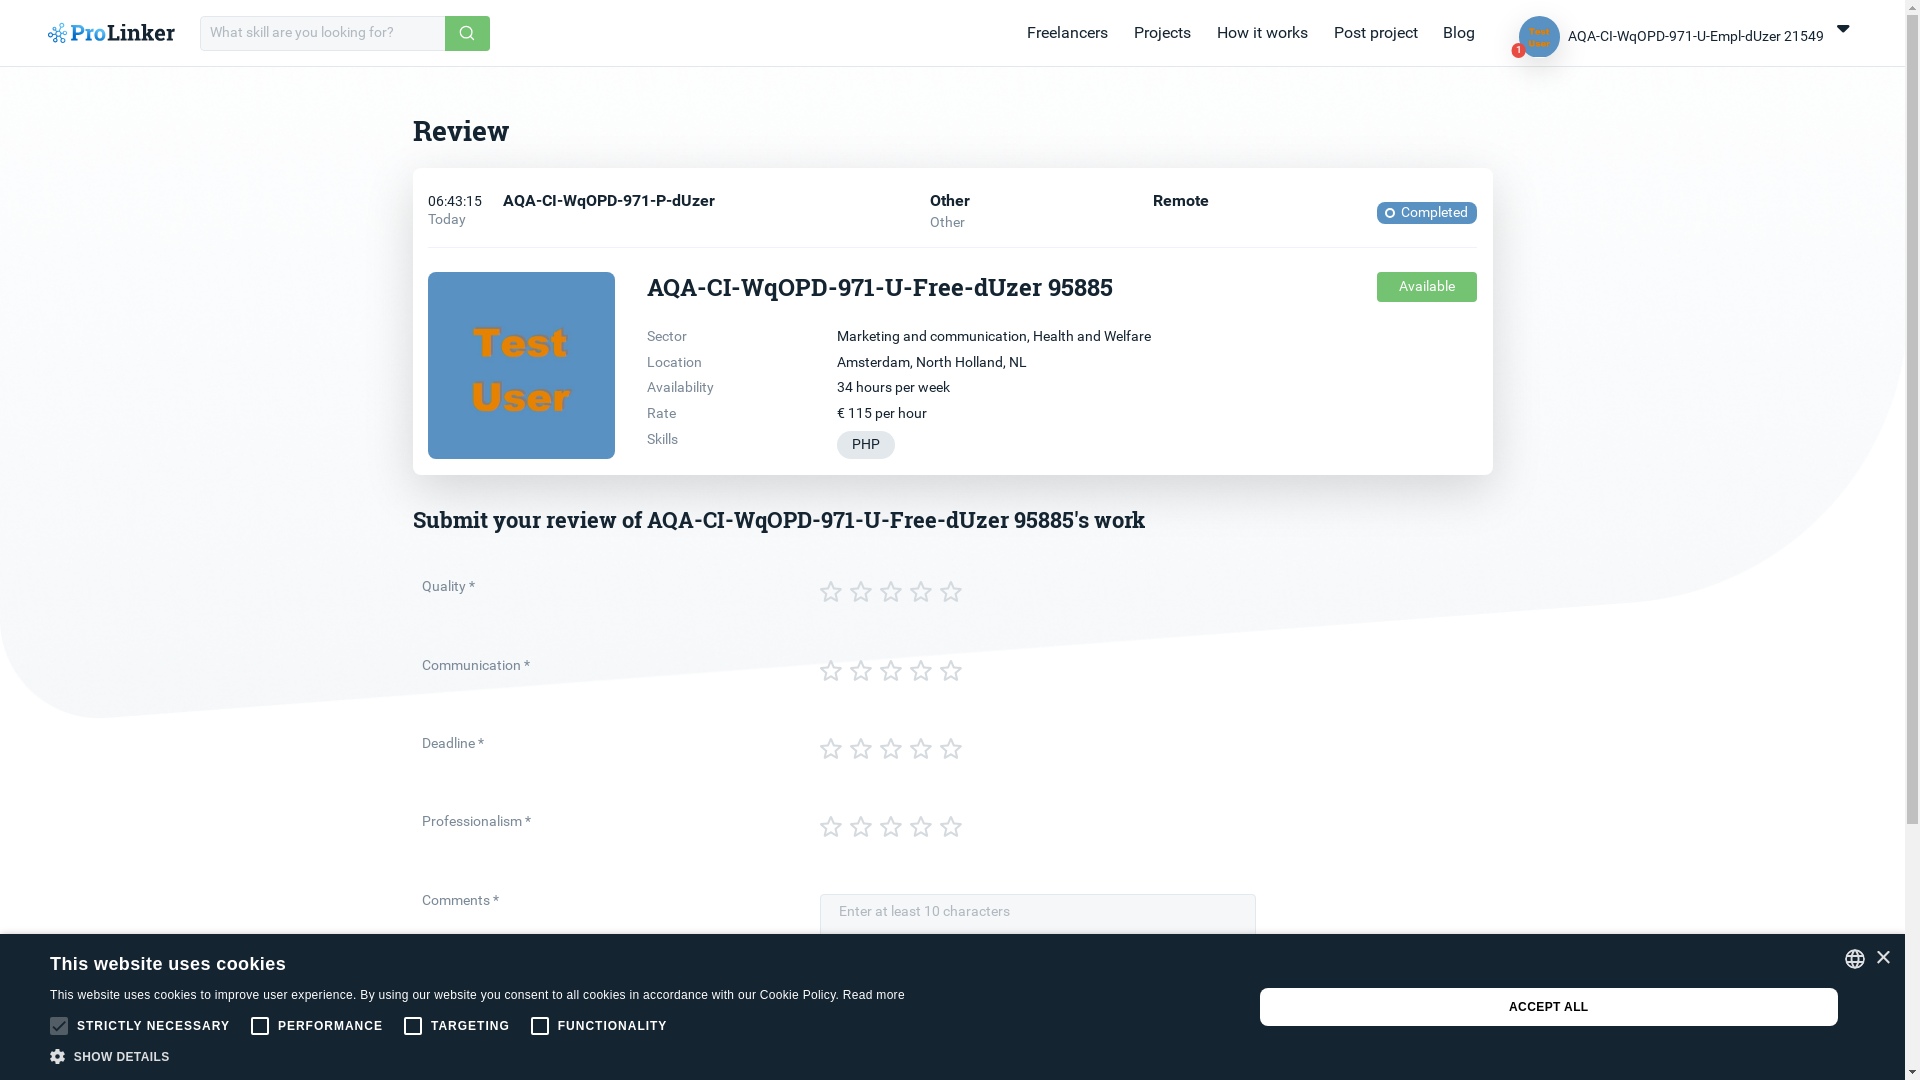 ProLinker
What skill are you looking for?
Freelancers
Projects
How it works
Post project
Blog
Test
User
1
AQA-CI-WqOPD-971-U-Empl-dUzer 21549
Review
06:43:15
Today
AQA-CI-WqOPD-971-P-dUzer
Other
Other
Remote
Completed
Test
User
AQA-CI-WqOPD-971-U-Free-dUzer 95885
Available
Sector
Marketing and communication, Health and Welfare
Location
Amsterdam, North Holland, NL
Availability
34 hours per week
Rate
€ 115 per hour
Skills
PHP
Submit your review of AQA-CI-WqOPD-971-U-Free-dUzer 95885's work
Quality *
Communication *
Deadline *
Professionalism *
Comments *
Enter at least 10 characters
This website uses cookies
This website uses cookies to improve user experience. By using our website you consent to all cookies in accordance with our Cookie Policy. Read more
STRICTLY NECESSARY
PERFORMANCE
TARGETING
FUNCTIONALITY
SHOW DETAILS
ACCEPT ALL
×